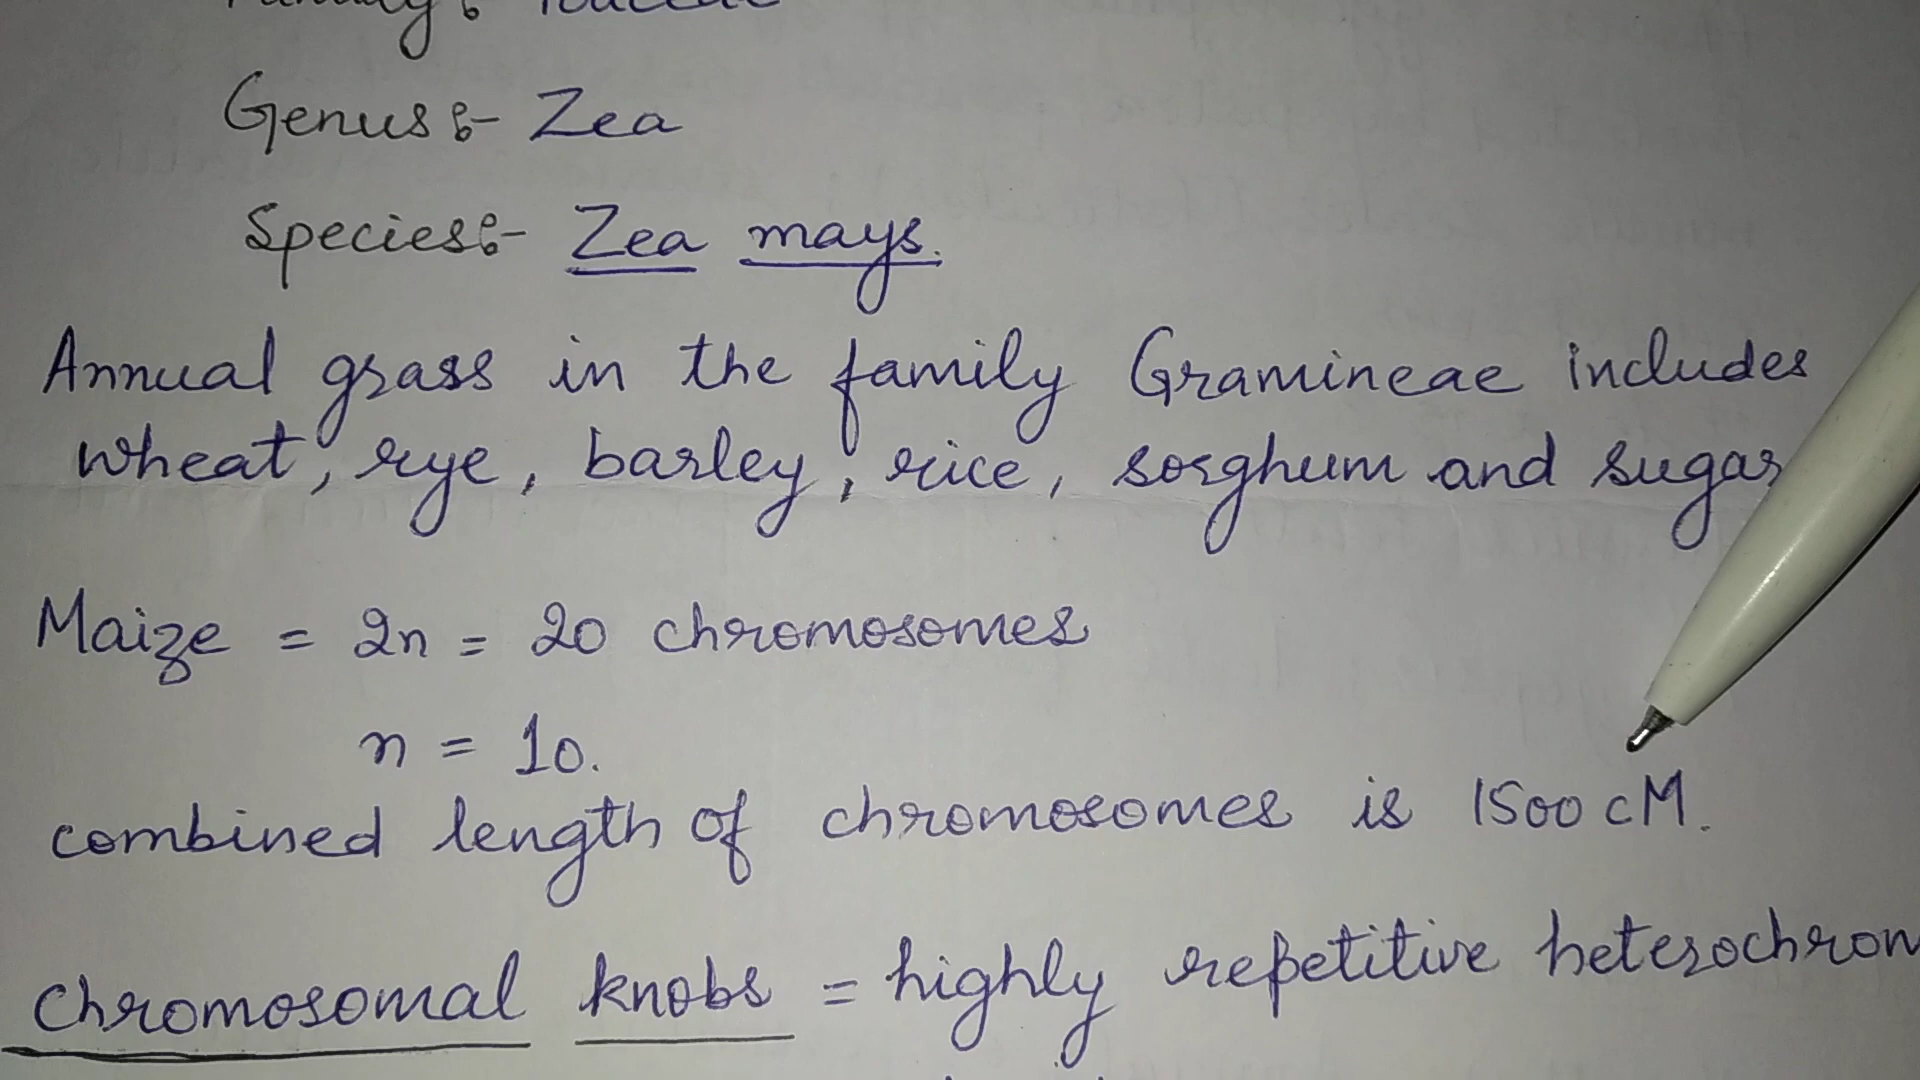 Genus:- Zea
Species:- Zea mays.
Annual grass in the family Gramineae includes
wheat, rye, barley, rice, sorghum and sugar
Maize = 2n = 20 chromosomes
n = 10.
combined length of chromosomes is 1500 cM.
Chromosomal knobs = highly repetitive heterochrom